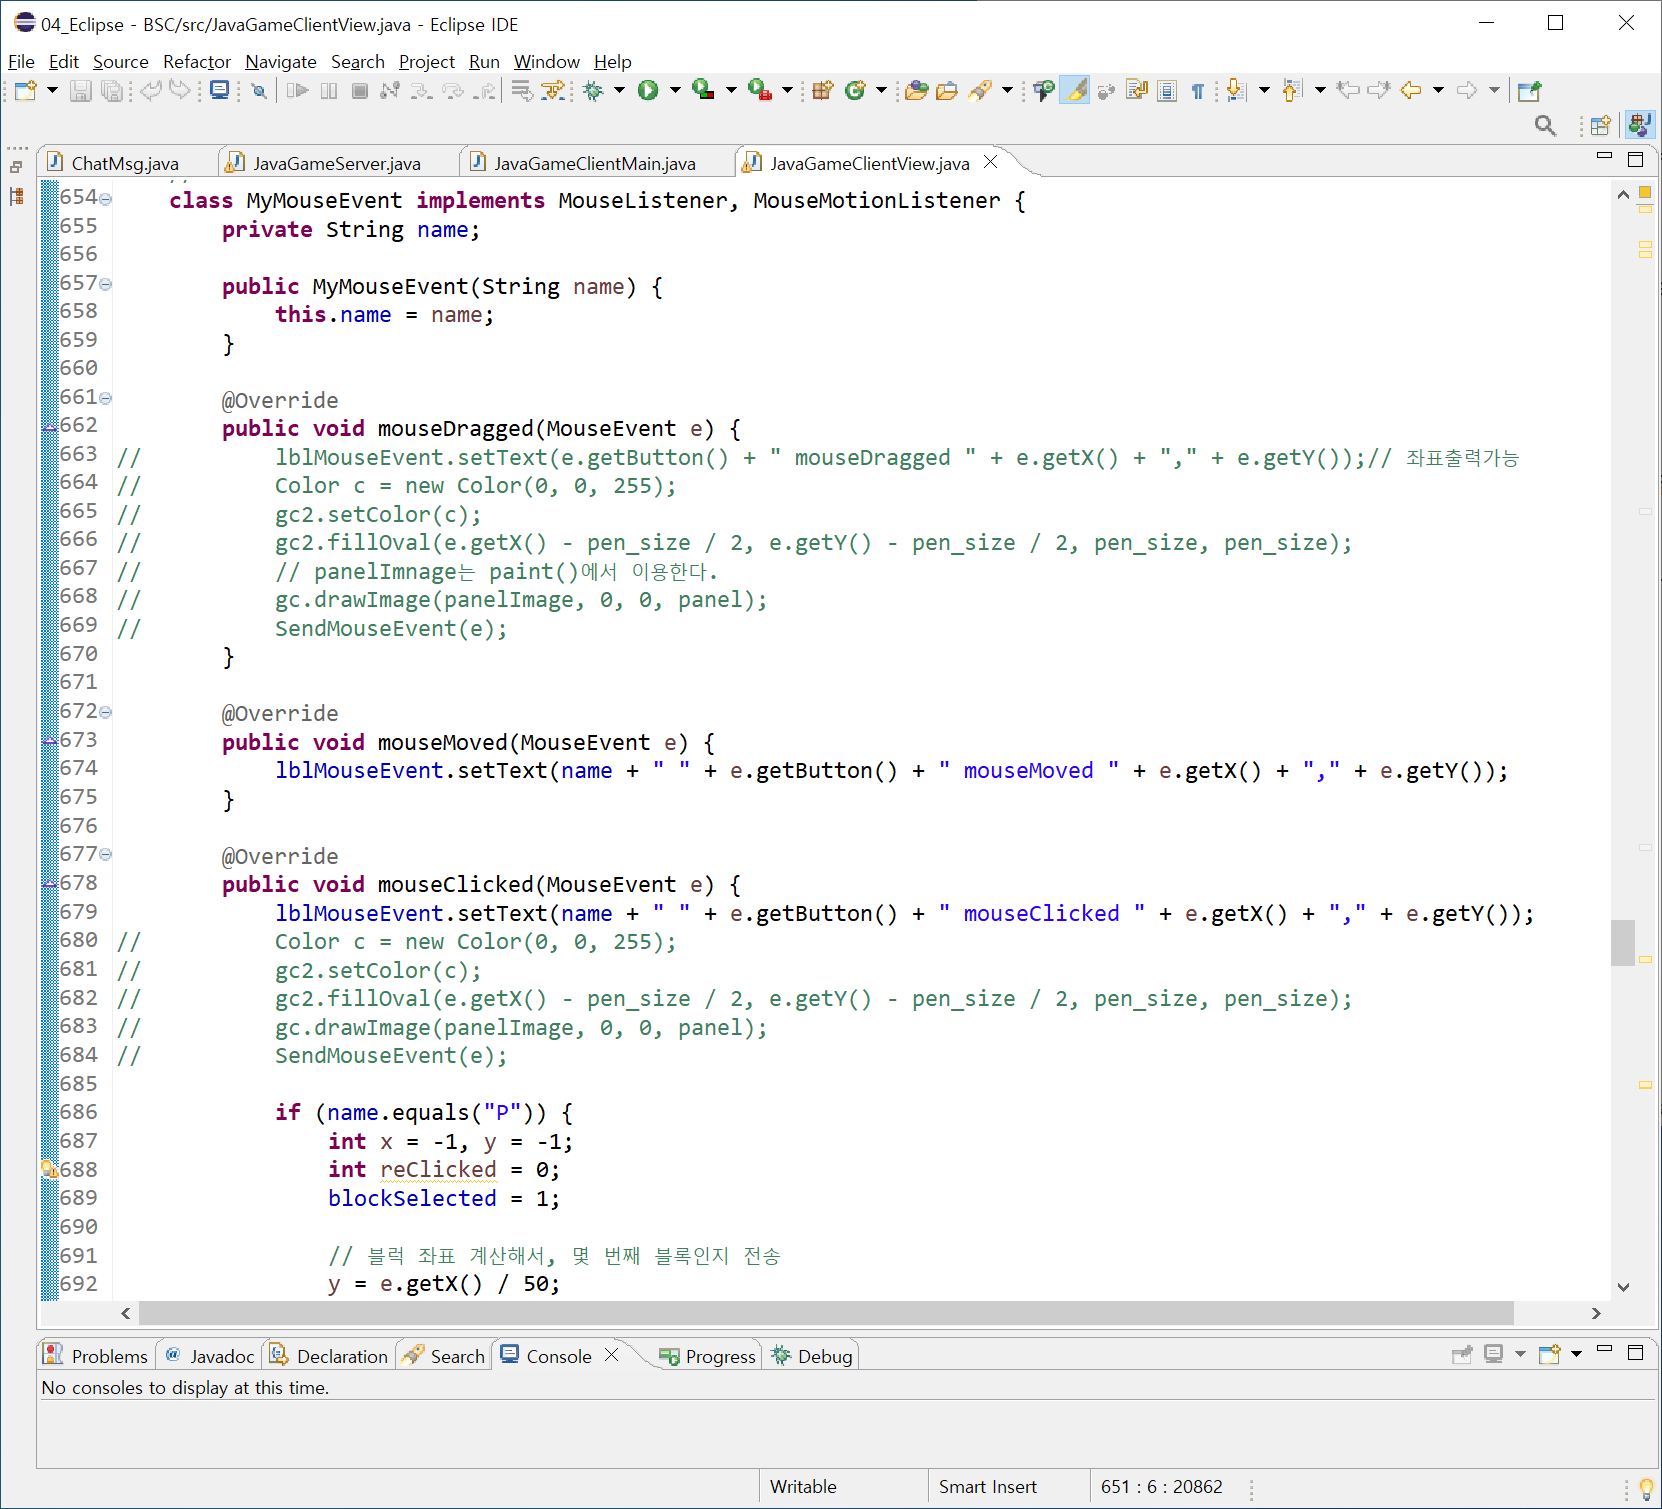 04_Eclipse - BSC/src/JavaGameClientView.java - Eclipse IDE
File Edit Source Refactor Navigate Search Project Run Window Help
ChatMsg.java JavaGameServer.java JavaGameClientMain.java JavaGameClientView.java
654 class MyMouseEvent implements MouseListener, MouseMotionListener {
655 private String name;
656
657 public MyMouseEvent(String name) {
658 this.name = name;
659 }
660
661 @Override
662 public void mouseDragged(MouseEvent e) {
663 // lblMouseEvent.setText(e.getButton() + " mouseDragged " + e.getX() + "," + e.getY());// 좌표출력가능
664 // Color c = new Color(0, 0, 255);
665 // gc2.setColor(c);
666 // gc2.fillOval(e.getX() - pen_size / 2, e.getY() - pen_size / 2, pen_size, pen_size);
667 // // panelImnage는 paint()에서 이용한다.
668 // gc.drawImage(panelImage, 0, 0, panel);
669 // SendMouseEvent(e);
670 }
671
672 @Override
673 public void mouseMoved(MouseEvent e) {
674 lblMouseEvent.setText(name + " " + e.getButton() + " mouseMoved " + e.getX() + "," + e.getY());
675 }
676
677 @Override
678 public void mouseClicked(MouseEvent e) {
679 lblMouseEvent.setText(name + " " + e.getButton() + " mouseClicked " + e.getX() + "," + e.getY());
680 // Color c = new Color(0, 0, 255);
681 // gc2.setColor(c);
682 // gc2.fillOval(e.getX() - pen_size / 2, e.getY() - pen_size / 2, pen_size, pen_size);
683 // gc.drawImage(panelImage, 0, 0, panel);
684 // SendMouseEvent(e);
685
686 if (name.equals("P")) {
687 int x = -1, y = -1;
688 int reClicked = 0;
689 blockSelected = 1;
690
691 // 블럭 좌표 계산해서, 몇 번째 블록인지 전송
692 y = e.getX() / 50;
Problems Javadoc Declaration Search Console Progress Debug
No consoles to display at this time.
Writable Smart Insert 651 : 6 : 20862